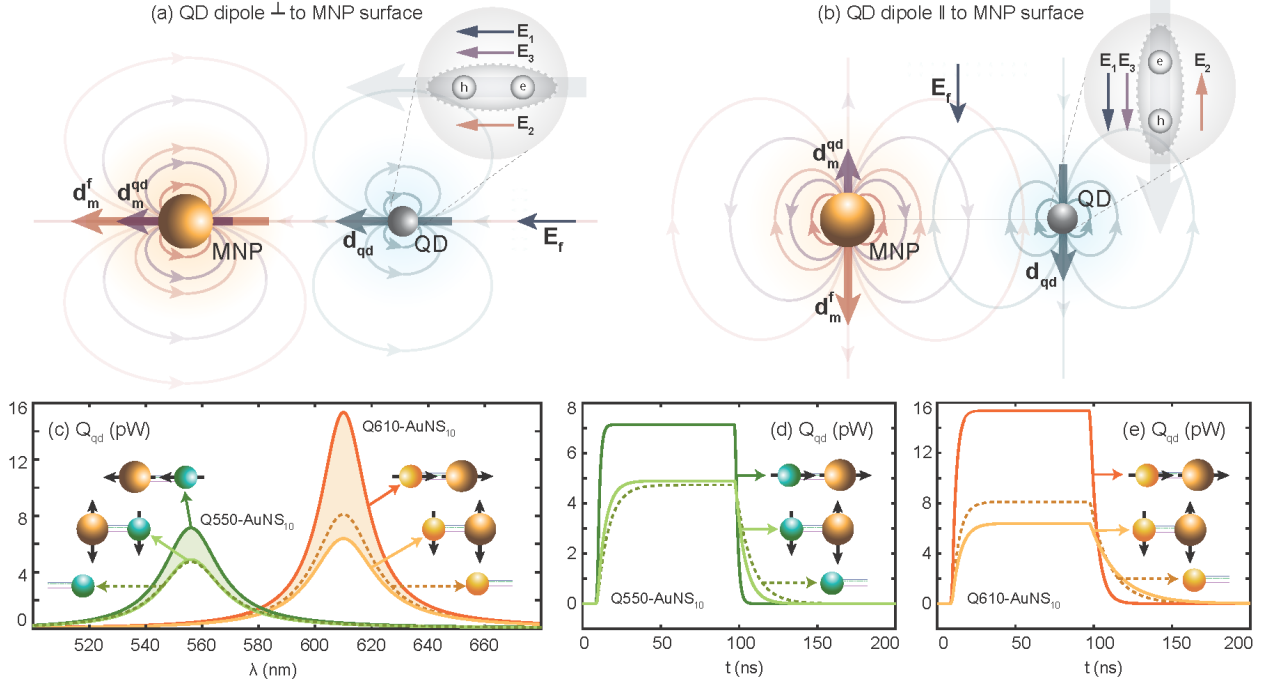 (a) QD dipole ⊥ to MNP surface
E₁
E₃
h
e
E₂
d_m^f
d_m^qd
MNP
d_qd
QD
E_f
(b) QD dipole ∥ to MNP surface
E₁ E₃
e
E₂
h
E_f
d_m^qd
QD
MNP
d_qd
d_m^f
(c) Q_qd (pW)
16
12
8
4
0
Q610-AuNS₁₀
Q550-AuNS₁₀
520
540
560
580
600
620
640
660
λ (nm)
(d) Q_qd (pW)
8
6
4
2
0
Q550-AuNS₁₀
0
50
100
150
200
t (ns)
(e) Q_qd (pW)
16
12
8
4
0
Q610-AuNS₁₀
0
50
100
150
200
t (ns)